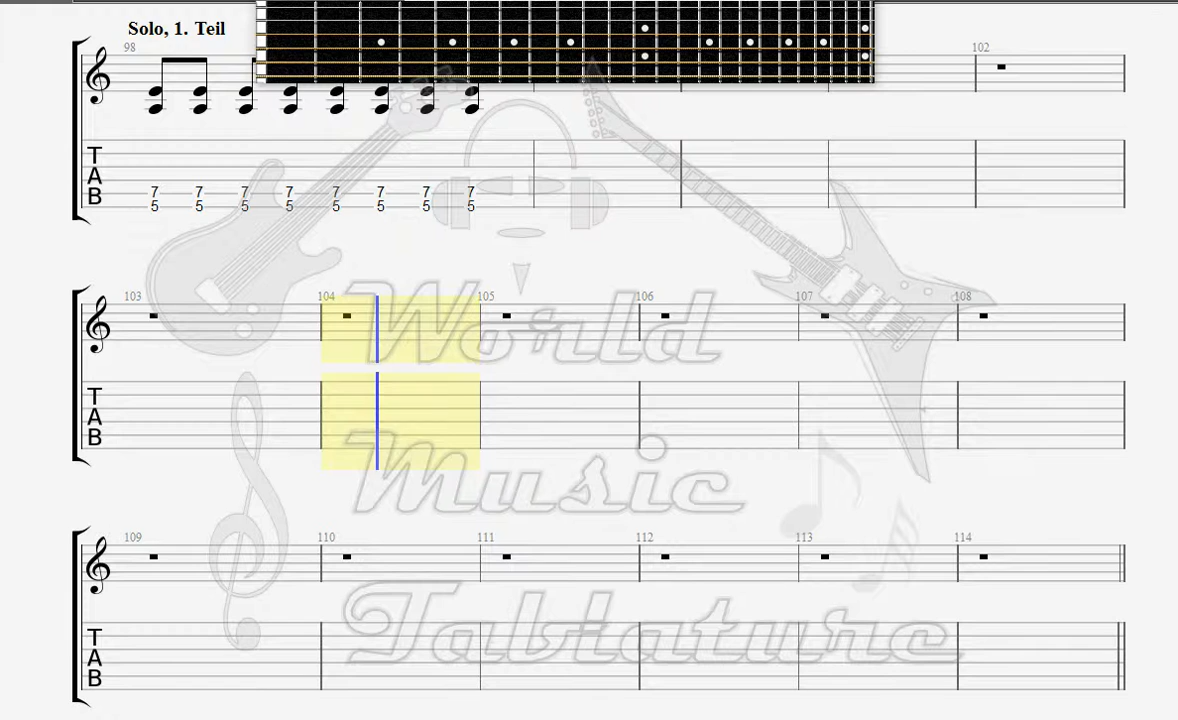 Solo, 1. Teil
98 102
T
A
B
7 7 7 7 7 7 7 7
5 5 5 5 5 5 5 5
103 104 105 106 107 108
World
T
A
B
Music
109 110 111 112 113 114
Tablature
T
A
B